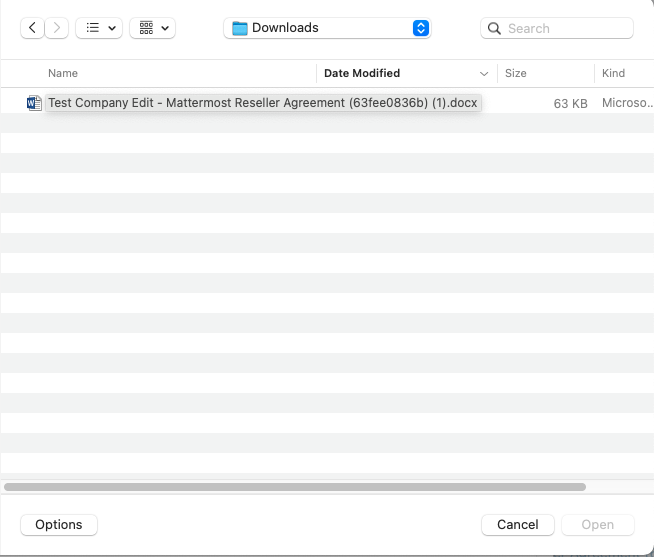 Downloads
Search
Name Date Modified Size Kind
Test Company Edit - Mattermost Reseller Agreement (63fee0836b) (1).docx 63 KB Microso...
Options Cancel Open